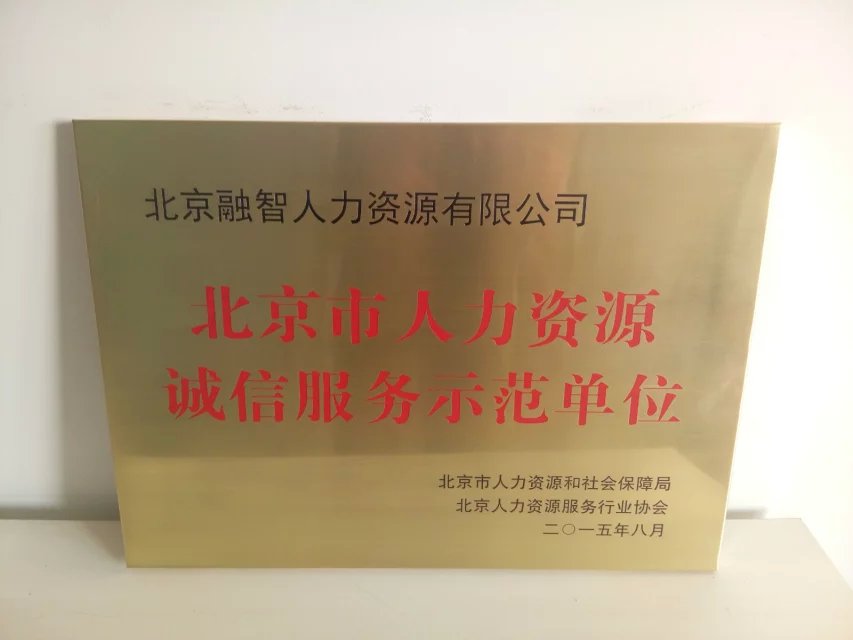 北京融智人力资源有限公司
北京市人力资源
诚信服务示范单位
北京市人力资源和社会保障局
北京人力资源服务行业协会
二〇一五年八月